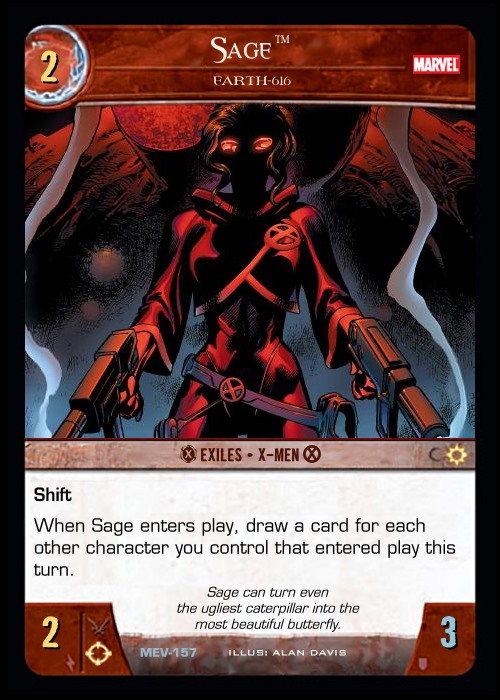 2
SAGE™
EARTH-616
MARVEL
EXILES • X-MEN
Shift
When Sage enters play, draw a card for each
other character you control that entered play this
turn.
Sage can turn even
the ugliest caterpillar into the
most beautiful butterfly.
2
MEV-157 ILLUS: ALAN DAVIS
3